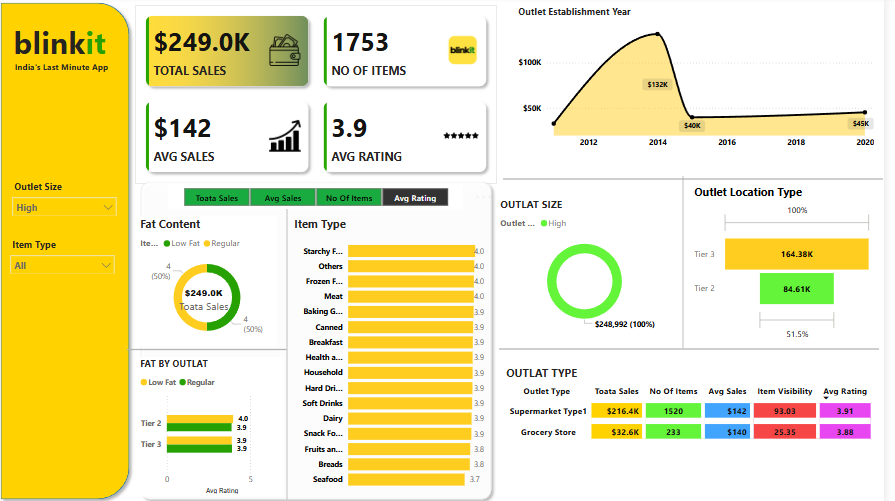 blinkit
India's Last Minute App
Outlet Size
High
Item Type
All
$249.0K
TOTAL SALES
1753
NO OF ITEMS
blinkit
$142
AVG SALES
3.9
AVG RATING
Outlet Establishment Year
$100K
$50K
$132K
$40K
$45K
2012 2014 2016 2018 2020
Toata Sales Avg Sales No Of Items Avg Rating
Fat Content
Ite... Low Fat Regular
4
(50%)
$249.0K
Toata Sales
4
(50%)
FAT BY OUTLAT
Low Fat Regular
Tier 2 4.0
3.9
Tier 3 3.9
3.9
0 5
Avg Rating
Item Type
Starchy F... 4.0
Others 4.0
Frozen F... 4.0
Meat 4.0
Baking G... 3.9
Canned 3.9
Breakfast 3.9
Health a... 3.9
Household 3.9
Hard Dri... 3.9
Soft Drinks 3.9
Dairy 3.9
Snack Fo... 3.9
Fruits an... 3.8
Breads 3.8
Seafood 3.7
OUTLAT SIZE
Outlet ... High
$248,992 (100%)
Outlet Location Type
100%
Tier 3 164.38K
Tier 2 84.61K
51.5%
OUTLAT TYPE
Outlet Type Toata Sales No Of Items Avg Sales Item Visibility Avg Rating
Supermarket Type1 $216.4K 1520 $142 93.03 3.91
Grocery Store $32.6K 233 $140 25.35 3.88